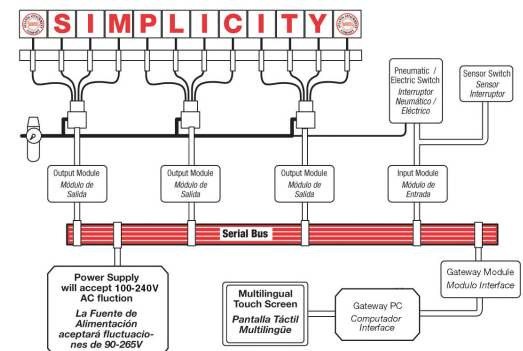 SIMPLICITY
Pneumatic /
Electric Switch
Interruptor
Neumático /
Eléctrico
Sensor Switch
Sensor
Interruptor
Output Module
Módulo de
Salida
Output Module
Módulo de
Salida
Output Module
Módulo de
Salida
Input Module
Módulo de
Entrada
Serial Bus
Power Supply
will accept 100-240V
AC fluction
La Fuente de
Alimentación
aceptará fluctuacio-
nes de 90-265V
Multilingual
Touch Screen
Pantalla Táctil
Multilingüe
Gateway PC
Computador
Interface
Gateway Module
Modulo Interface